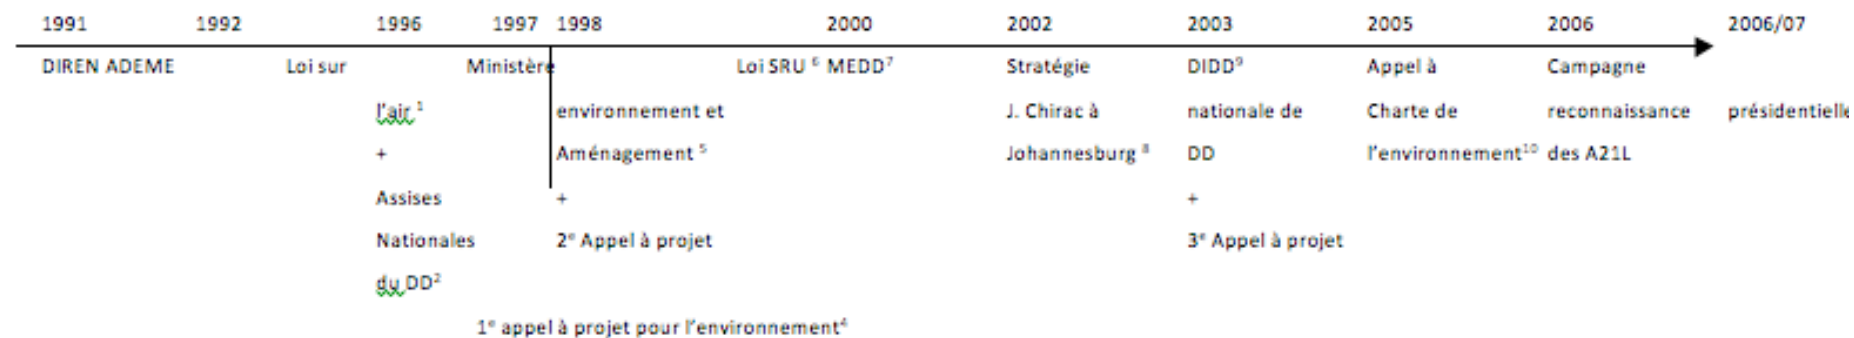 1991 1992 1996 1997 1998 2000 2002 2003 2005 2006 2006/07
DIREN ADEME Loi sur Ministère Loi SRU ⁶ MEDD⁷ Stratégie DIDD⁹ Appel à Campagne
l'air ¹ environnement et J. Chirac à nationale de Charte de reconnaissance présidentielle
+ Aménagement ⁵ Johannesburg ⁸ DD l'environnement¹⁰ des A21L
Assises + +
Nationales 2ᵉ Appel à projet 3ᵉ Appel à projet
du DD²
1ᵉ appel à projet pour l'environnement⁴